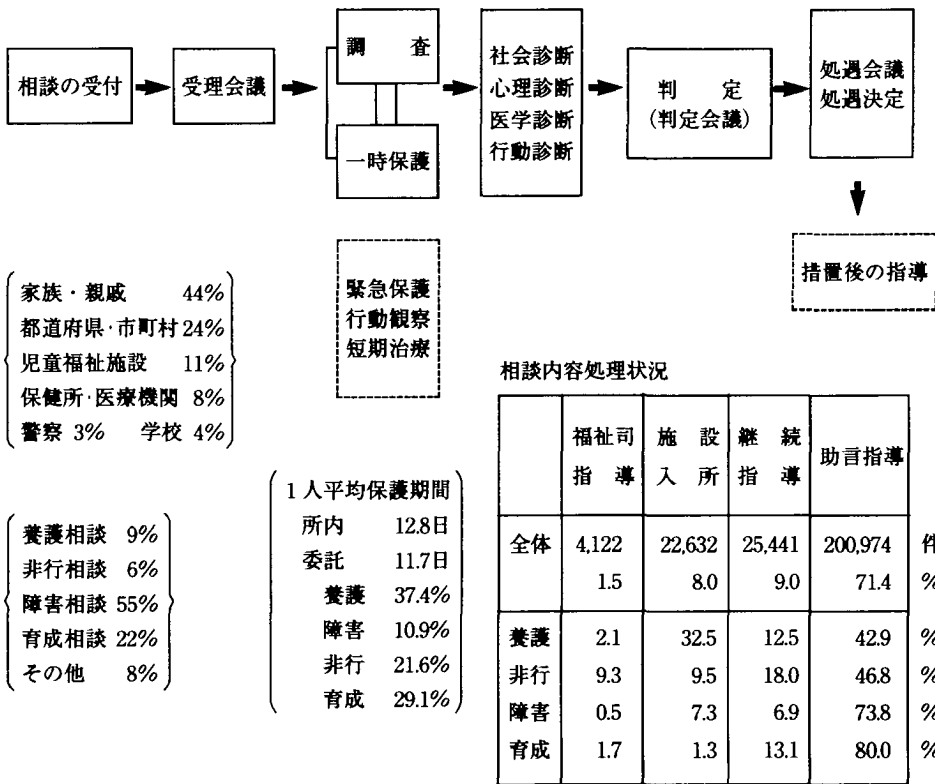 相談の受付
受理会議
調 査
一時保護
社会診断
心理診断
医学診断
行動診断
判 定
(判定会議)
処遇会議
処遇決定
措置後の指導
緊急保護
行動観察
短期治療
家族・親戚 44%
都道府県・市町村 24%
児童福祉施設 11%
保健所・医療機関 8%
警察 3% 学校 4%
養護相談 9%
非行相談 6%
障害相談 55%
育成相談 22%
その他 8%
1人平均保護期間
所内 12.8日
委託 11.7日
養護 37.4%
障害 10.9%
非行 21.6%
育成 29.1%
相談内容処理状況
福祉司 施設 継続 助言指導
指導 入所 指導
全体 4,122 22,632 25,441 200,974 件
1.5 8.0 9.0 71.4 %
養護 2.1 32.5 12.5 42.9 %
非行 9.3 9.5 18.0 46.8 %
障害 0.5 7.3 6.9 73.8 %
育成 1.7 1.3 13.1 80.0 %